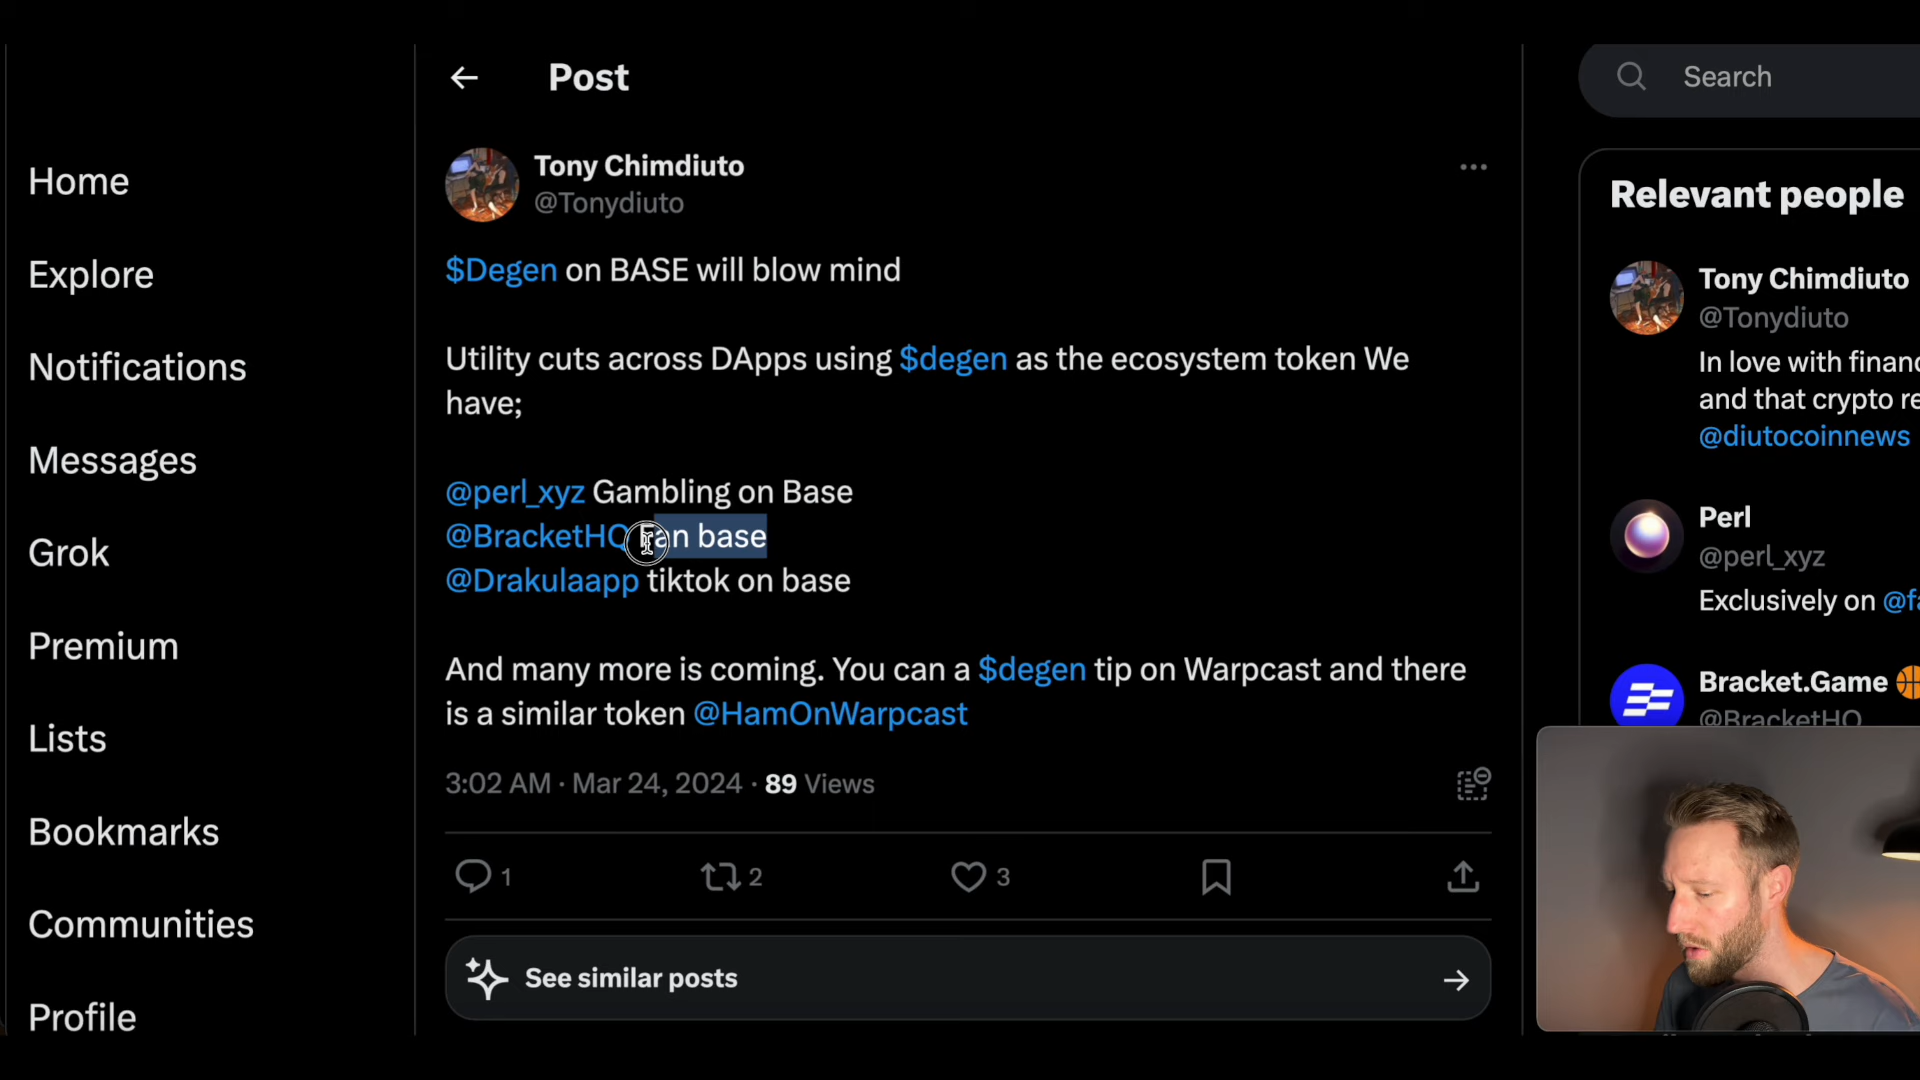 Post
Search
Home
Explore
Notifications
Messages
Grok
Premium
Lists
Bookmarks
Communities
Profile
Tony Chimdiuto
@Tonydiuto
$Degen on BASE will blow mind
Utility cuts across DApps using $degen as the ecosystem token We
have;
@perl_xyz Gambling on Base
@BracketHQ Fan base
@Drakulaapp tiktok on base
And many more is coming. You can a $degen tip on Warpcast and there
is a similar token @HamOnWarpcast
3:02 AM · Mar 24, 2024 · 89 Views
1
2
3
See similar posts
Relevant people
Tony Chimdiuto
@Tonydiuto
In love with financ
and that crypto re
@diutocoinnews
Perl
@perl_xyz
Exclusively on @fa
Bracket.Game
@BracketHQ